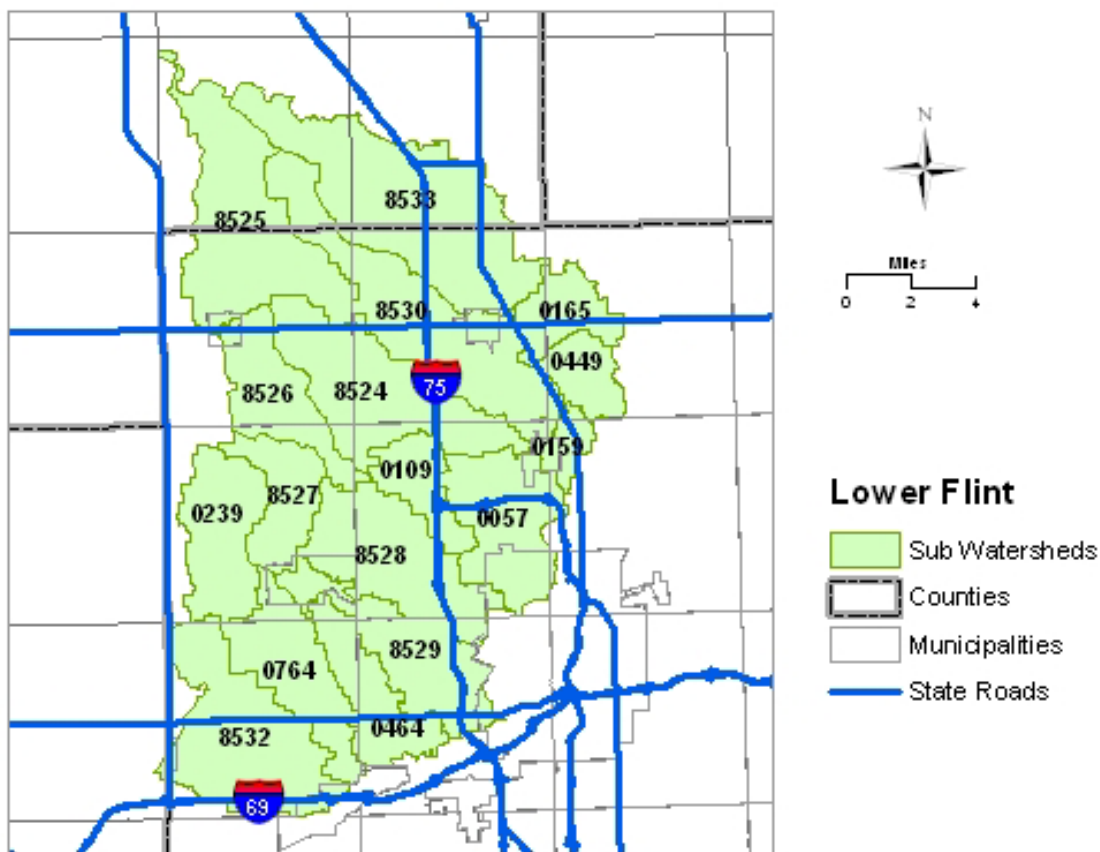 8533
8525
8530
0165
0449
8526
8524
75
0159
0109
8527
0239
0057
8528
8529
0764
0464
8532
69
N
Miles
0 2 4
Lower Flint
Sub Watersheds
Counties
Municipalities
State Roads